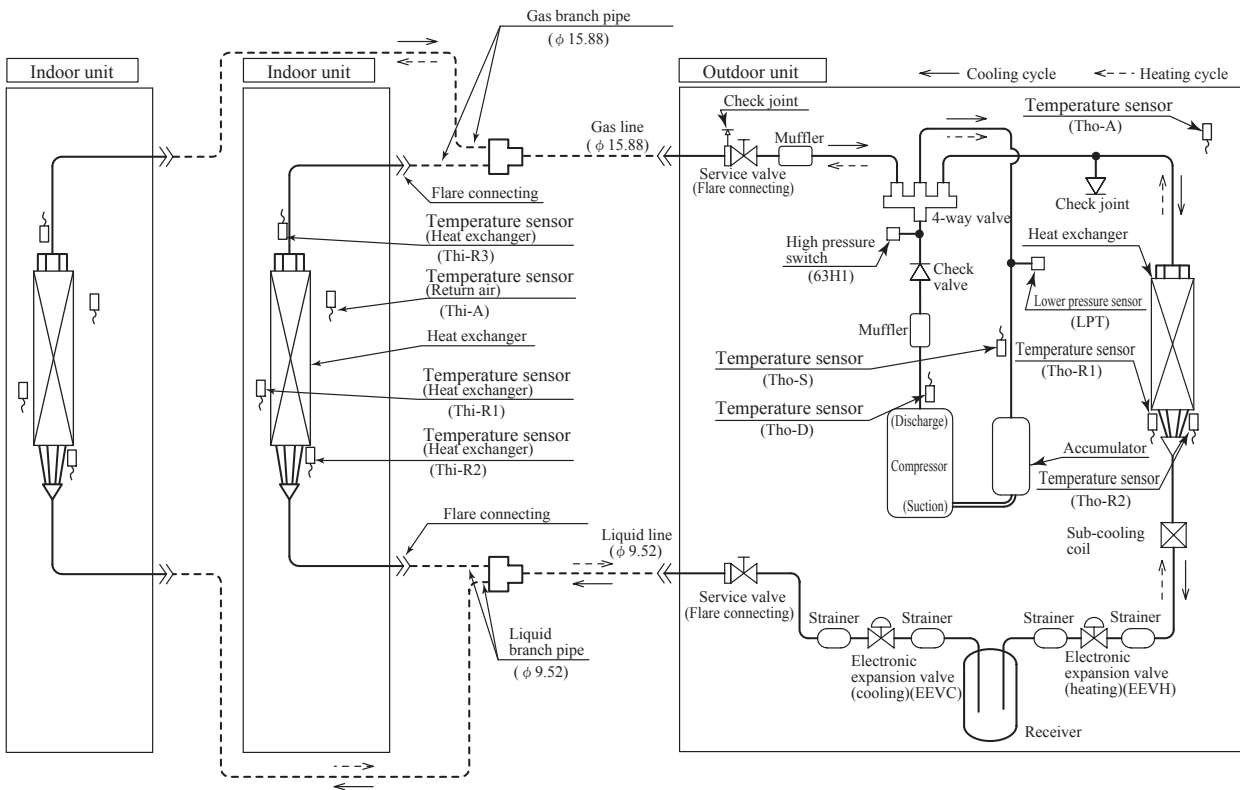 Gas branch pipe
( ϕ 15.88)
Indoor unit
Indoor unit
Outdoor unit
Cooling cycle
Heating cycle
Check joint
Temperature sensor
(Tho-A)
Gas line
( ϕ 15.88)
Muffler
Service valve
(Flare connecting)
Flare connecting
4-way valve
Check joint
Temperature sensor
(Heat exchanger)
(Thi-R3)
High pressure
switch
(63H1)
Heat exchanger
Check
valve
Temperature sensor
(Return air)
(Thi-A)
Lower pressure sensor
(LPT)
Muffler
Heat exchanger
Temperature sensor
(Tho-S)
Temperature sensor
(Tho-R1)
Temperature sensor
(Heat exchanger)
(Thi-R1)
Temperature sensor
(Tho-D)
(Discharge)
Compressor
(Suction)
Temperature sensor
(Heat exchanger)
(Thi-R2)
Accumulator
Temperature sensor
(Tho-R2)
Flare connecting
Liquid line
( ϕ 9.52)
Sub-cooling
coil
Service valve
(Flare connecting)
Strainer
Strainer
Strainer
Strainer
Liquid
branch pipe
( ϕ 9.52)
Electronic
expansion valve
(cooling)(EEVC)
Electronic
expansion valve
(heating)(EEVH)
Receiver